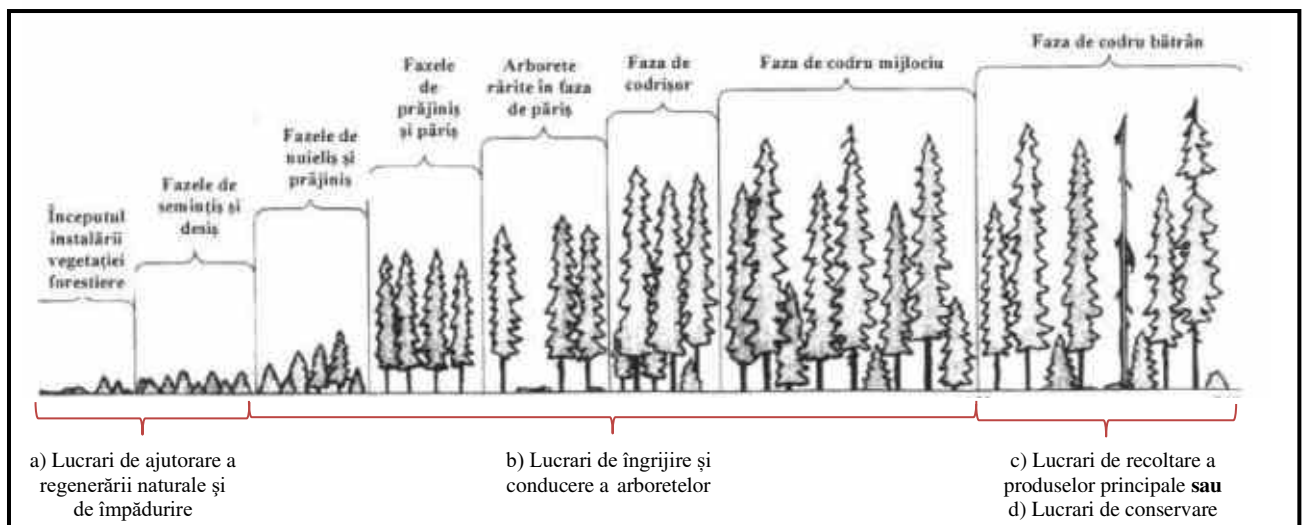 Începutul
instalării
vegetației
forestiere
Fazele de
semințiș și
desiș
Fazele de
nuieliș și
prăjiniș
Fazele
de
prăjiniș
și păriș
Arborete
rărite în faza
de păriș
Faza de
codrișor
Faza de codru mijlociu
Faza de codru bătrân
a) Lucrari de ajutorare a
regenerării naturale și
de împădurire
b) Lucrari de îngrijire și
conducere a arboretelor
c) Lucrari de recoltare a
produselor principale sau
d) Lucrari de conservare